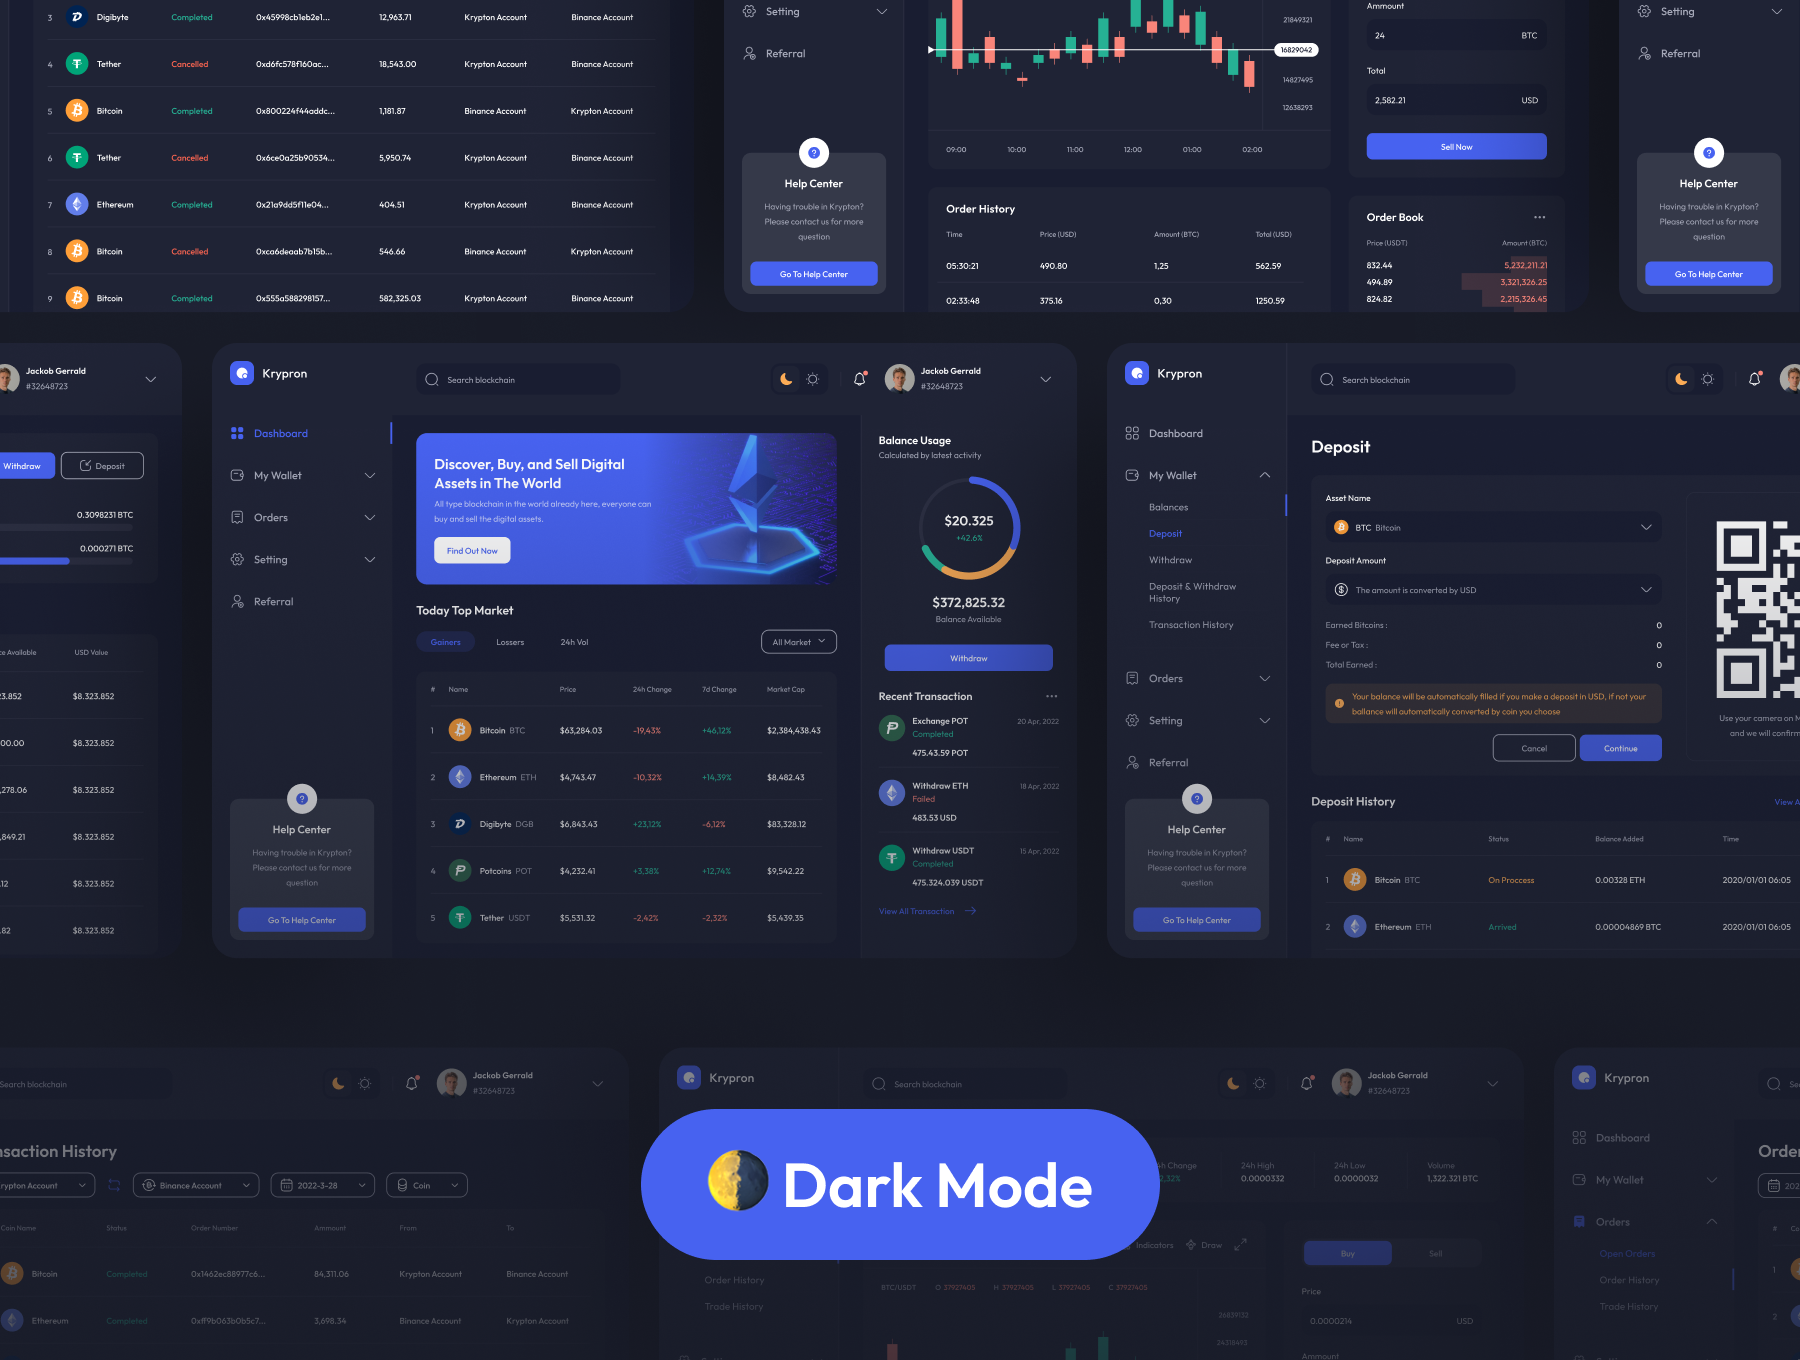 3 Digibyte Completed 0x45998cb1eb2e1... 12,963.71 Krypton Account Binance Account
4 Tether Cancelled 0xd6fc578f160ac... 18,543.00 Krypton Account Binance Account
5 Bitcoin Completed 0x800224f44addc... 1,181.87 Binance Account Krypton Account
6 Tether Cancelled 0x6ce0a25b90534... 5,950.74 Krypton Account Binance Account
7 Ethereum Completed 0x21a9dd5f11e04... 404.51 Krypton Account Binance Account
8 Bitcoin Cancelled 0xca6deaab7b15b... 546.66 Binance Account Krypton Account
9 Bitcoin Completed 0x555a588298157... 582,325.03 Krypton Account Binance Account
Setting
Referral
Help Center
Having trouble in Krypton?
Please contact us for more
question
Go To Help Center
21849321
16829042
14827495
12638293
09:00 10:00 11:00 12:00 01:00 02:00
Order History
Time Price (USD) Amount (BTC) Total (USD)
05:30:21 490.80 1,25 562.59
02:33:48 375.16 0,30 1250.59
Ammount
24 BTC
Total
2,582.21 USD
Sell Now
Order Book
Price (USDT) Amount (BTC)
832.44 5,232,211.21
494.89 3,321,326.25
824.82 2,215,326.45
Setting
Referral
Help Center
Having trouble in Krypton?
Please contact us for more
question
Go To Help Center
Jackob Gerrald
#32648723
Withdraw Deposit
0.3098231 BTC
0.000271 BTC
Available USD Value
3.852 $8.323.852
00.00 $8.323.852
,278.06 $8.323.852
,849.21 $8.323.852
.12 $8.323.852
.82 $8.323.852
Krypron
Search blockchain
Jackob Gerrald
#32648723
Dashboard
My Wallet
Orders
Setting
Referral
Help Center
Having trouble in Krypton?
Please contact us for more
question
Go To Help Center
Discover, Buy, and Sell Digital
Assets in The World
All type blockchain in the world already here, everyone can
buy and sell the digital assets.
Find Out Now
Today Top Market
Gainers Lossers 24h Vol All Market
# Name Price 24h Change 7d Change Market Cap
1 Bitcoin BTC $63,284.03 -19,43% +46,12% $2,384,438.43
2 Ethereum ETH $4,743.47 -10,32% +14,39% $8,482.43
3 Digibyte DGB $6,843.43 +23,12% -6,12% $83,328.12
4 Potcoins POT $4,232.41 +3,38% +12,74% $9,542.22
5 Tether USDT $5,531.32 -2,42% -2,32% $5,439.35
Balance Usage
Calculated by latest activity
$20.325
+42.6%
$372,825.32
Balance Available
Withdraw
Recent Transaction
Exchange POT 20 Apr, 2022
Completed
475.43.59 POT
Withdraw ETH 18 Apr, 2022
Failed
483.53 USD
Withdraw USDT 15 Apr, 2022
Completed
475.324.039 USDT
View All Transaction
Krypron
Search blockchain
Dashboard
My Wallet
Balances
Deposit
Withdraw
Deposit & Withdraw
History
Transaction History
Orders
Setting
Referral
Help Center
Having trouble in Krypton?
Please contact us for more
question
Go To Help Center
Deposit
Asset Name
BTC Bitcoin
Deposit Amount
The amount is converted by USD
Earned Bitcoins : 0
Fee or Tax : 0
Total Earned : 0
Your balance will be automatically filled if you make a deposit in USD, if not your
ballance will automatically converted by coin you choose
Cancel Continue
Use your camera on M
and we will confirm
Deposit History View A
# Name Status Balance Added Time
1 Bitcoin BTC On Proccess 0.00328 ETH 2020/01/01 06:05
2 Ethereum ETH Arrived 0.00004869 BTC 2020/01/01 06:05
Search blockchain
Jackob Gerrald
#32648723
nsaction History
rypton Account Binance Account 2022-3-28 Coin
Coin Name Status Order Number Ammount From To
Bitcoin Completed 0x1462ec88977c6... 84,311.06 Krypton Account Binance Account
Ethereum Completed 0xff9b063b0b5c7... 3,698.34 Binance Account Krypton Account
Krypron
Search blockchain
Jackob Gerrald
#32648723
Dark Mode
4h Change 24h High 24h Low Volume
2,32% 0.0000332 0.0000032 1,322.321 BTC
Indicators Drow
Order History
Trade History
BTC/USDT O 37927405 H 37927405 L 37927405 C 37927405
26839132
24315493
Buy Sell
Price
0.0000214 USD
Ammount
Krypron
Dashboard
My Wallet
Orders
Open Orders
Order History
Trade History
Order
202
#
1
2